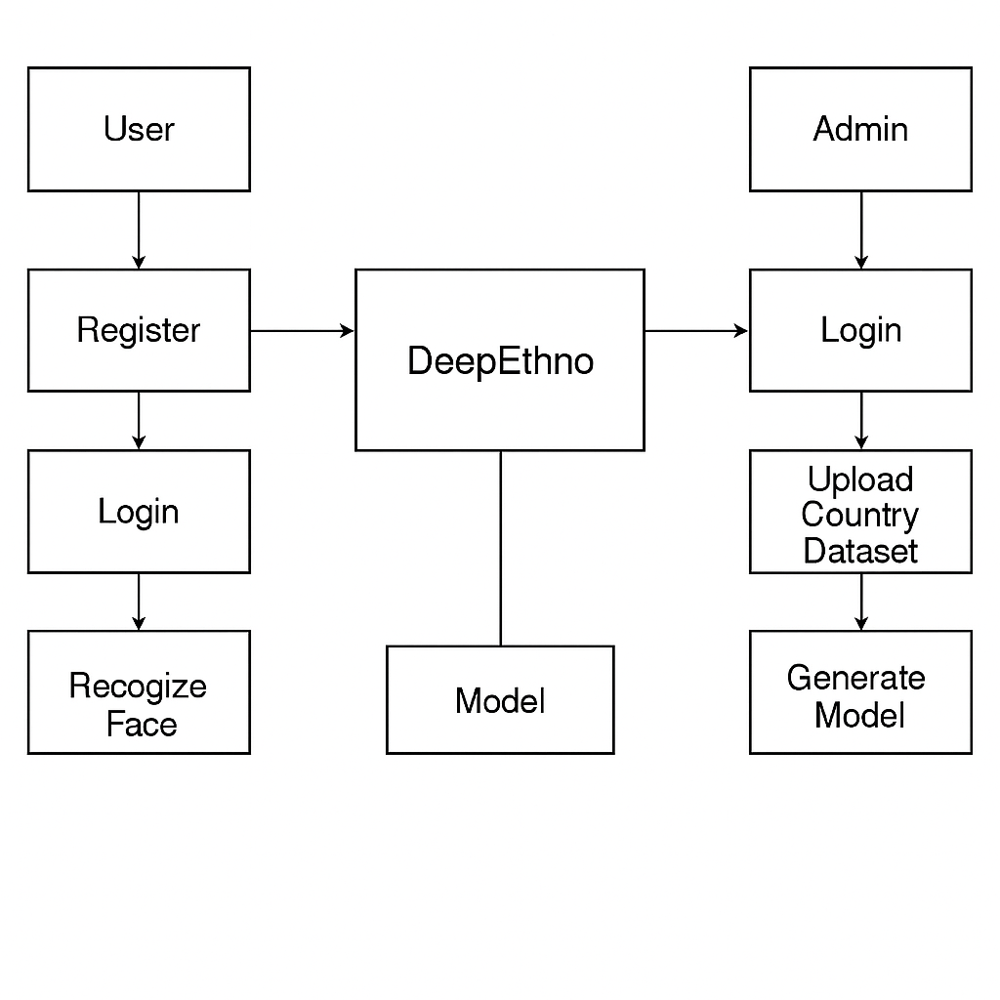 User
Admin
Register
DeepEthno
Login
Login
Upload
Country
Dataset
Recogize
Face
Model
Generate
Model